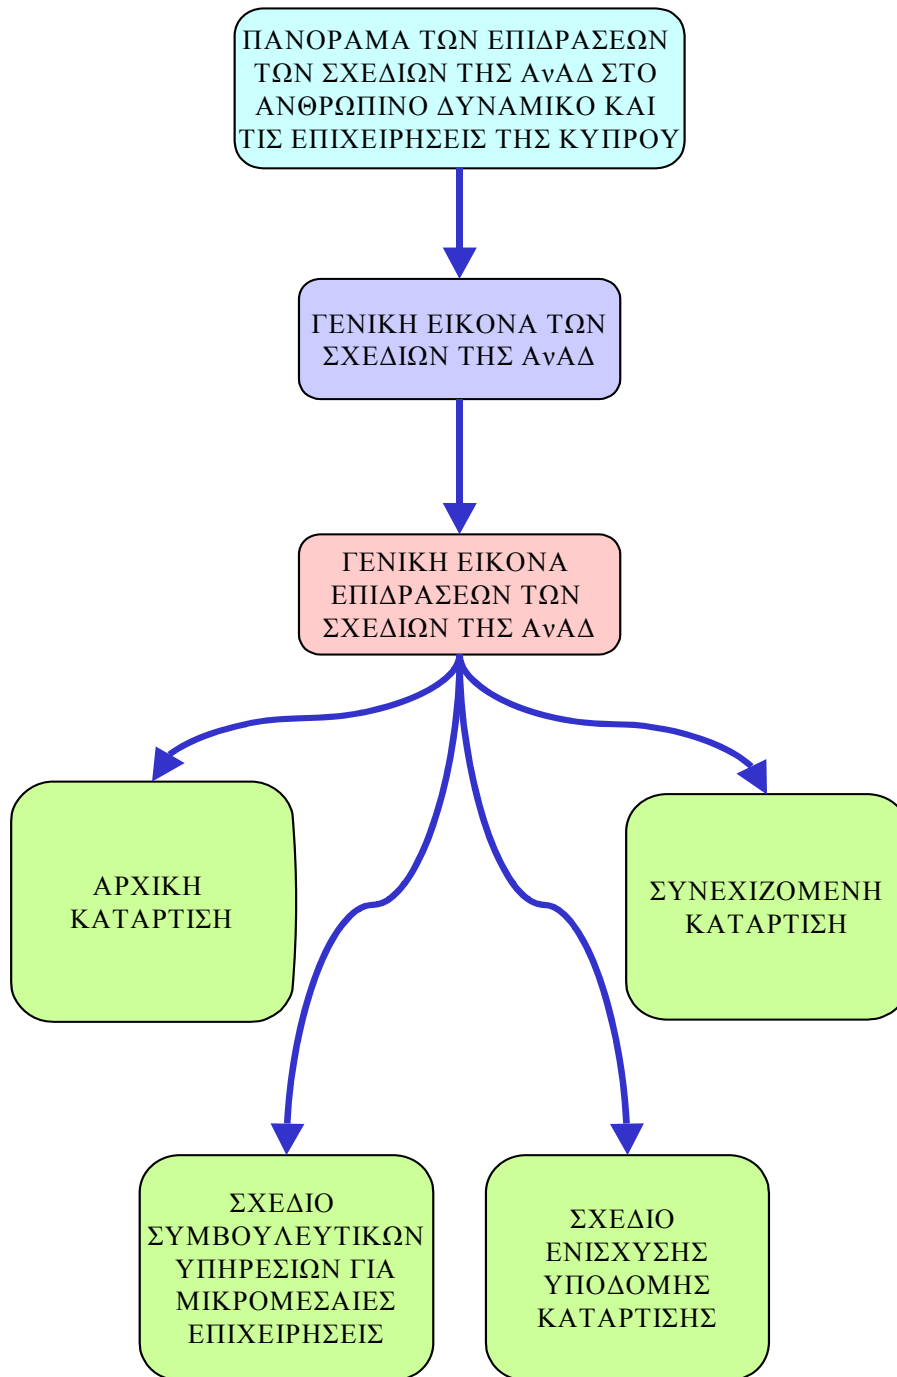 ΠΑΝΟΡΑΜΑ ΤΩΝ ΕΠΙΔΡΑΣΕΩΝ
ΤΩΝ ΣΧΕΔΙΩΝ ΤΗΣ ΑνΑΔ ΣΤΟ
ΑΝΘΡΩΠΙΝΟ ΔΥΝΑΜΙΚΟ ΚΑΙ
ΤΙΣ ΕΠΙΧΕΙΡΗΣΕΙΣ ΤΗΣ ΚΥΠΡΟΥ
ΓΕΝΙΚΗ ΕΙΚΟΝΑ ΤΩΝ
ΣΧΕΔΙΩΝ ΤΗΣ ΑνΑΔ
ΓΕΝΙΚΗ ΕΙΚΟΝΑ
ΕΠΙΔΡΑΣΕΩΝ ΤΩΝ
ΣΧΕΔΙΩΝ ΤΗΣ ΑνΑΔ
ΑΡΧΙΚΗ
ΚΑΤΑΡΤΙΣΗ
ΣΥΝΕΧΙΖΟΜΕΝΗ
ΚΑΤΑΡΤΙΣΗ
ΣΧΕΔΙΟ
ΣΥΜΒΟΥΛΕΥΤΙΚΩΝ
ΥΠΗΡΕΣΙΩΝ ΓΙΑ
ΜΙΚΡΟΜΕΣΑΙΕΣ
ΕΠΙΧΕΙΡΗΣΕΙΣ
ΣΧΕΔΙΟ
ΕΝΙΣΧΥΣΗΣ
ΥΠΟΔΟΜΗΣ
ΚΑΤΑΡΤΙΣΗΣ